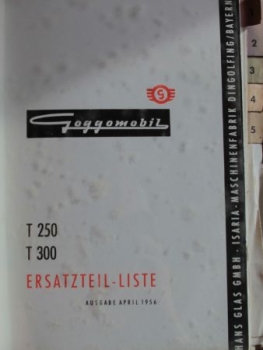 G
Goggomobil
T 250
T 300
ERSATZTEIL-LISTE
AUSGABE APRIL 1956
HANS GLAS GMBH · ISARIA-MASCHINENFABRIK DINGOLFING/BAYERN
2
3
4
5